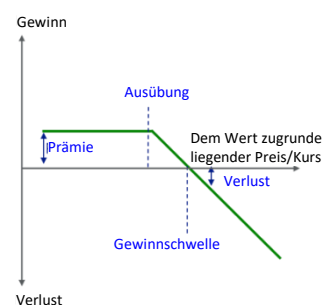 Gewinn
Ausübung
Prämie
Dem Wert zugrunde
liegender Preis/Kurs
Verlust
Gewinnschwelle
Verlust